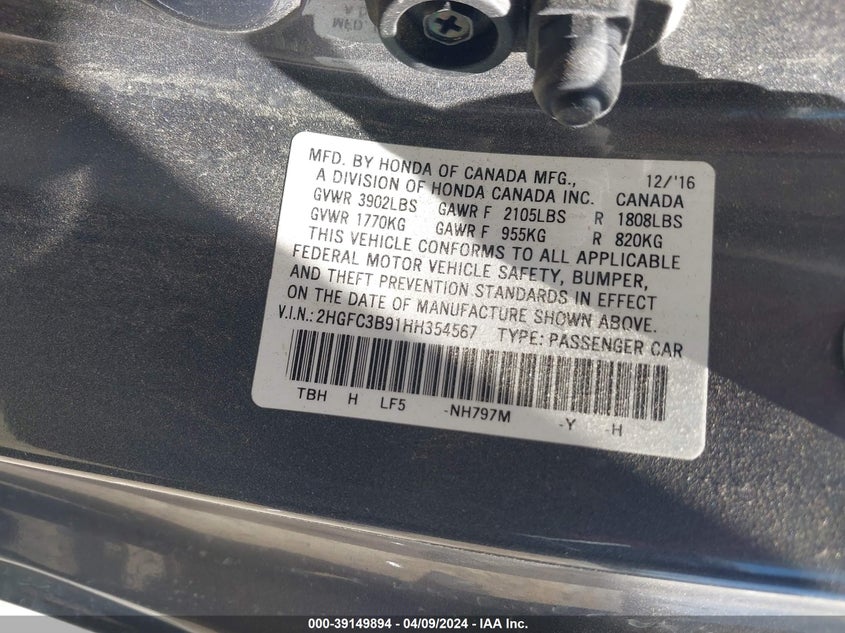 MFD. BY HONDA OF CANADA MFG., 12/'16
A DIVISION OF HONDA CANADA INC. CANADA
GVWR 3902LBS GAWR F 2105LBS R 1808LBS
GVWR 1770KG GAWR F 955KG R 820KG
THIS VEHICLE CONFORMS TO ALL APPLICABLE
FEDERAL MOTOR VEHICLE SAFETY, BUMPER,
AND THEFT PREVENTION STANDARDS IN EFFECT
ON THE DATE OF MANUFACTURE SHOWN ABOVE.
V.I.N.: 2HGFC3B91HH354567 TYPE: PASSENGER CAR
TBH H LF5 -NH797M -Y -H
000-39149894 - 04/09/2024 - IAA Inc.